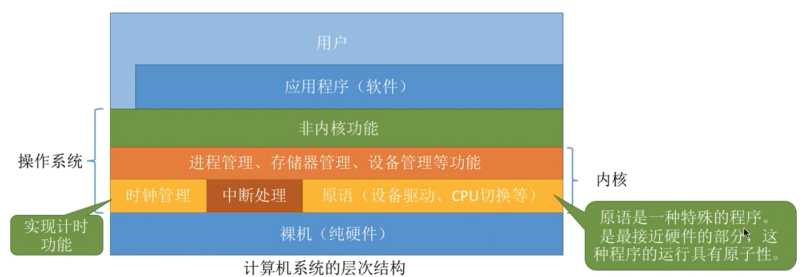 用户
应用程序（软件）
非内核功能
操作系统
进程管理、存储器管理、设备管理等功能
内核
时钟管理
中断处理
原语（设备驱动、CPU切换等）
实现计时
功能
裸机（纯硬件）
原语是一种特殊的程序。
是最接近硬件的部分，这
种程序的运行具有原子性。
计算机系统的层次结构